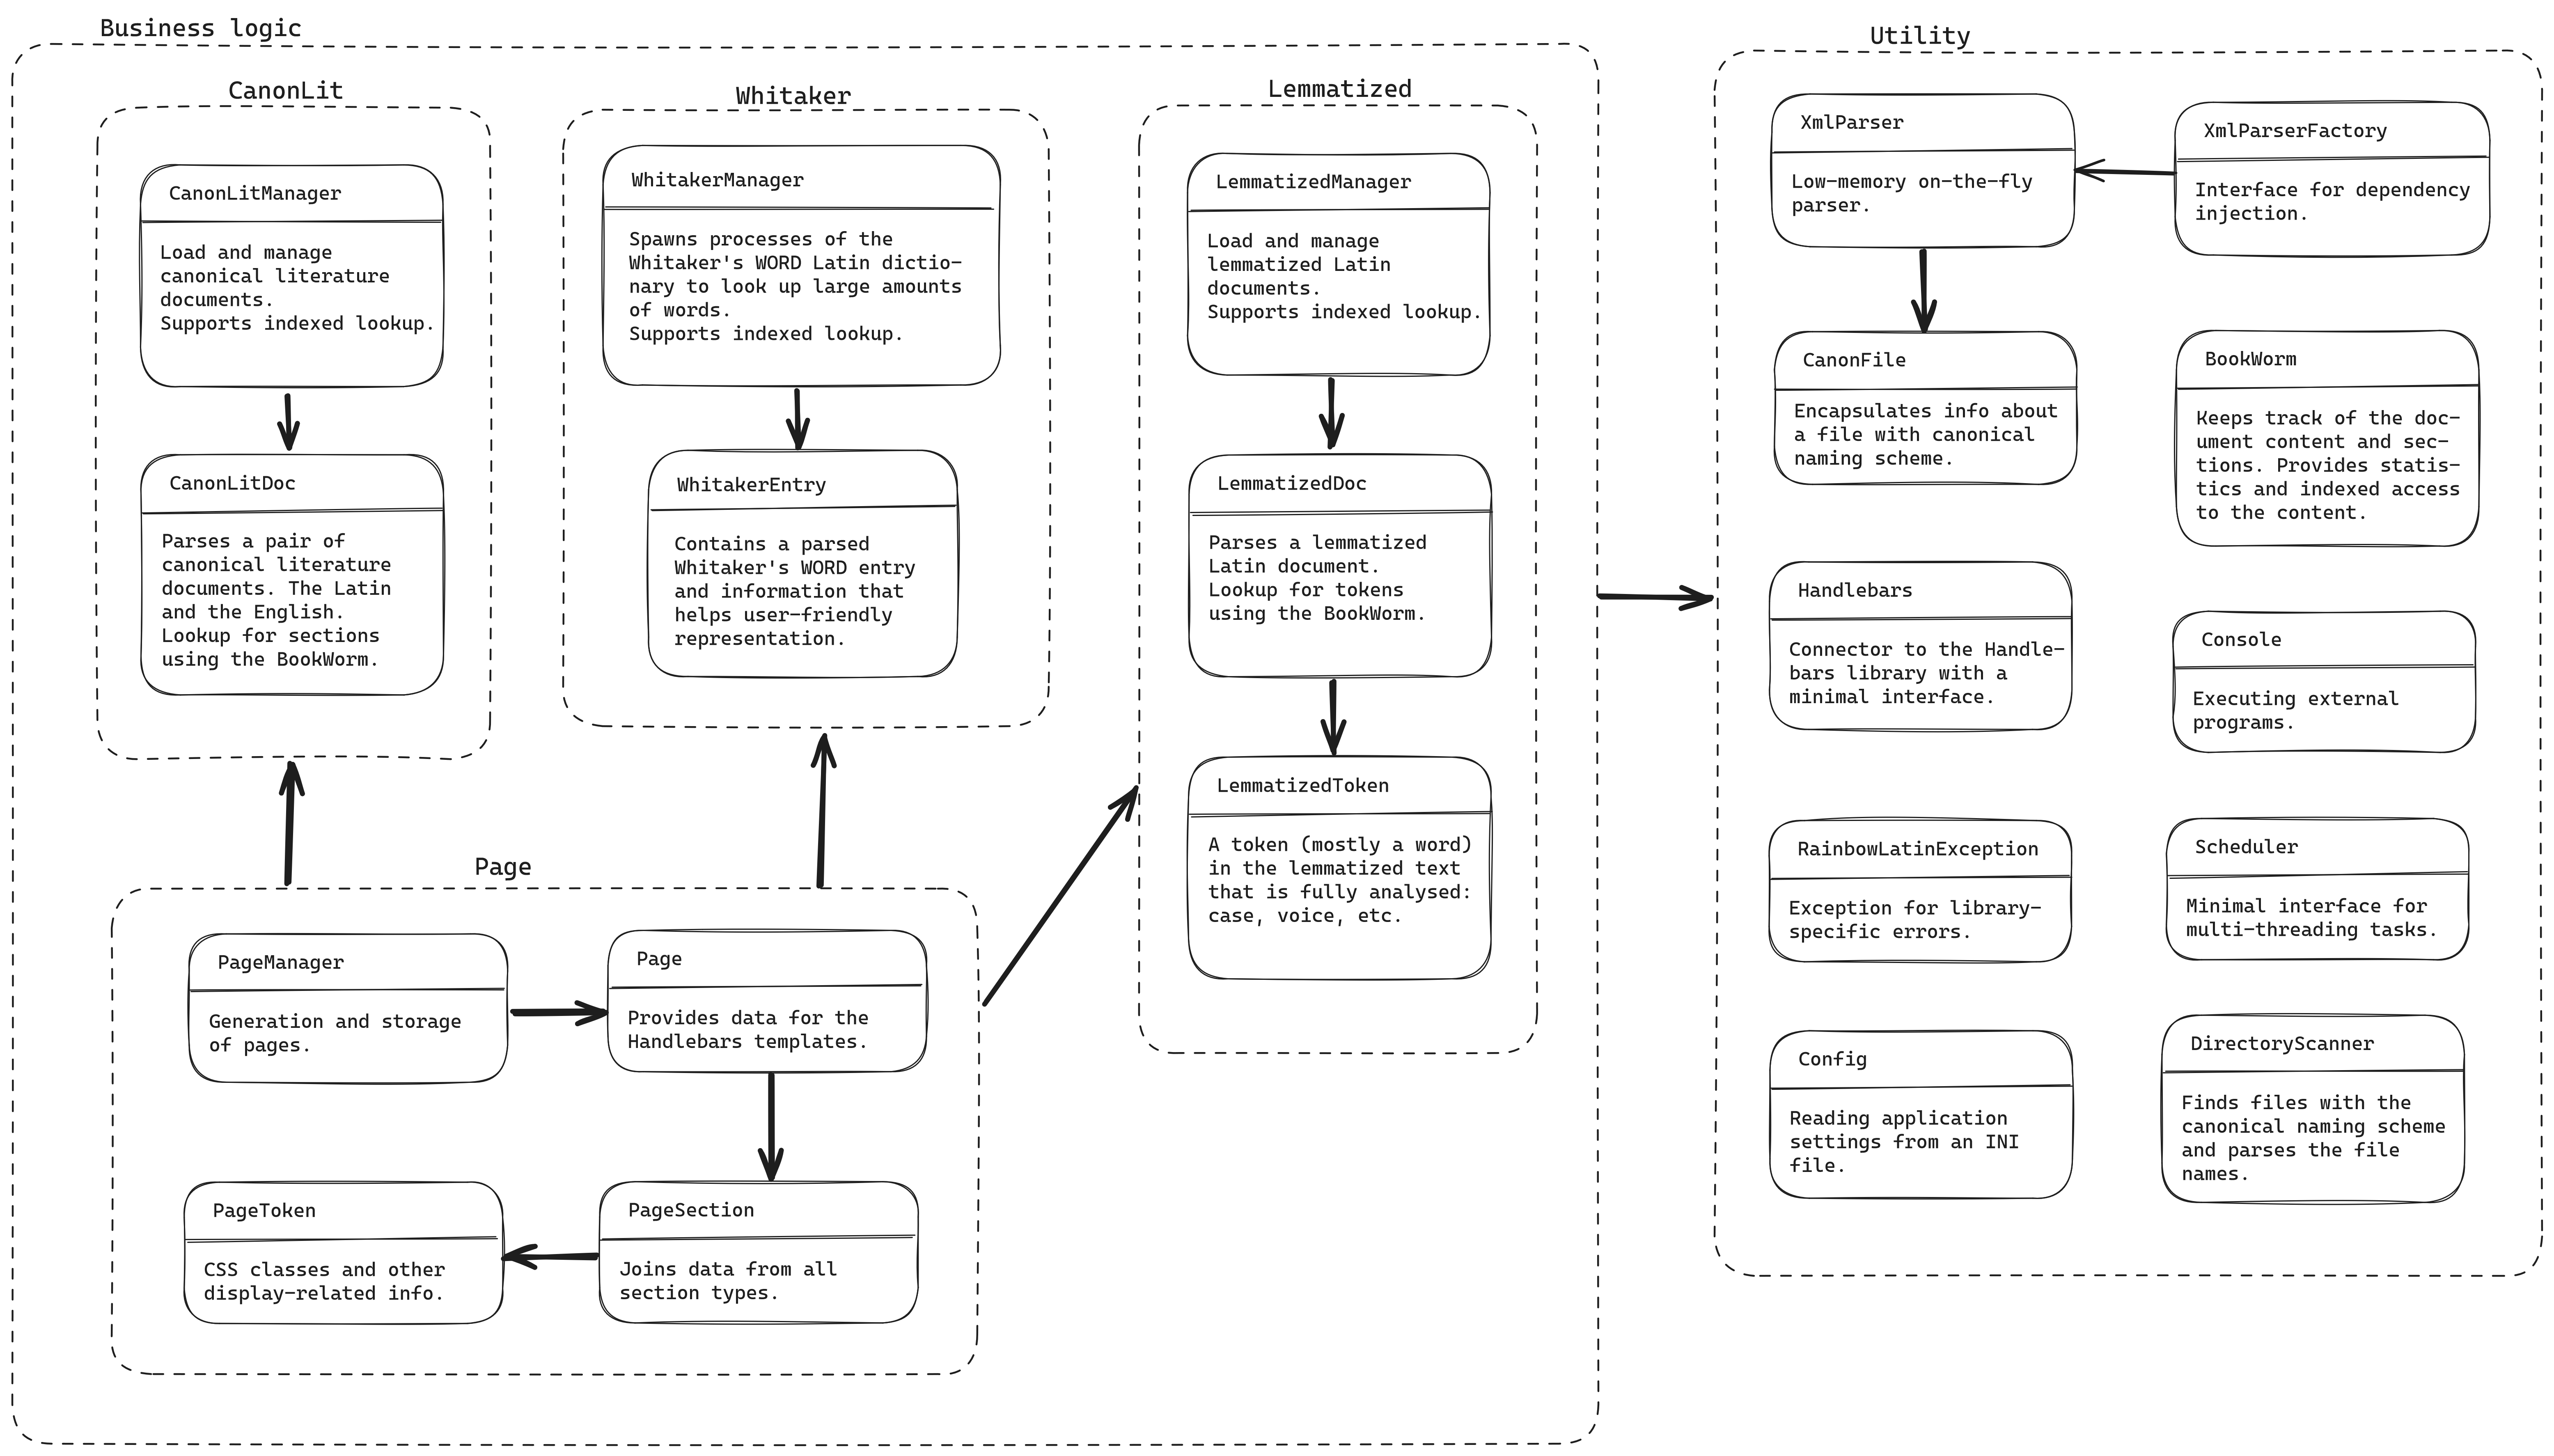 Business logic
CanonLit
CanonLitManager
Load and manage
canonical literature
documents.
Supports indexed lookup.
CanonLitDoc
Parses a pair of
canonical literature
documents. The Latin
and the English.
Lookup for sections
using the BookWorm.
Whitaker
WhitakerManager
Spawns processes of the
Whitaker's WORD Latin dictio-
nary to look up large amounts
of words.
Supports indexed lookup.
WhitakerEntry
Contains a parsed
Whitaker's WORD entry
and information that
helps user-friendly
representation.
Lemmatized
LemmatizedManager
Load and manage
lemmatized Latin
documents.
Supports indexed lookup.
LemmatizedDoc
Parses a lemmatized
Latin document.
Lookup for tokens
using the BookWorm.
LemmatizedToken
A token (mostly a word)
in the lemmatized text
that is fully analysed:
case, voice, etc.
Page
PageManager
Generation and storage
of pages.
Page
Provides data for the
Handlebars templates.
PageToken
CSS classes and other
display-related info.
PageSection
Joins data from all
section types.
Utility
XmlParser
Low-memory on-the-fly
parser.
XmlParserFactory
Interface for dependency
injection.
CanonFile
Encapsulates info about
a file with canonical
naming scheme.
BookWorm
Keeps track of the doc-
ument content and sec-
tions. Provides statis-
tics and indexed access
to the content.
Handlebars
Connector to the Handle-
bars library with a
minimal interface.
Console
Executing external
programs.
RainbowLatinException
Exception for library-
specific errors.
Scheduler
Minimal interface for
multi-threading tasks.
Config
Reading application
settings from an INI
file.
DirectoryScanner
Finds files with the
canonical naming scheme
and parses the file
names.